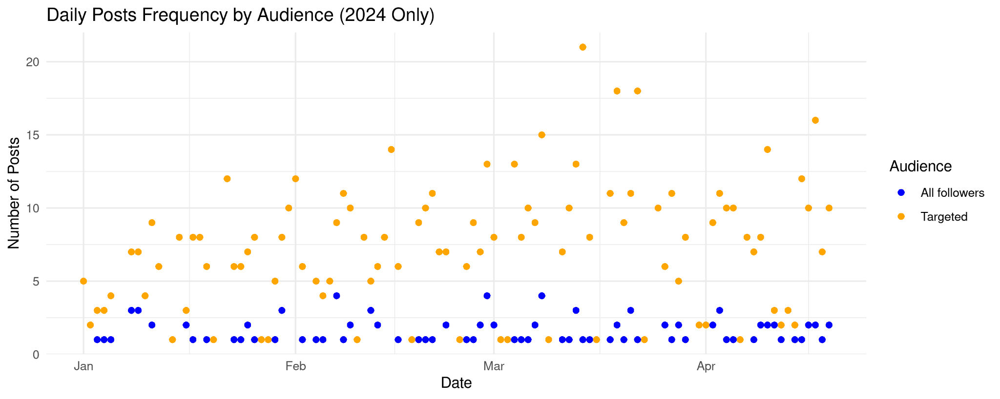 Daily Posts Frequency by Audience (2024 Only)
Number of Posts
20
15
10
5
0
Jan Feb Mar Apr
Date
Audience
All followers
Targeted